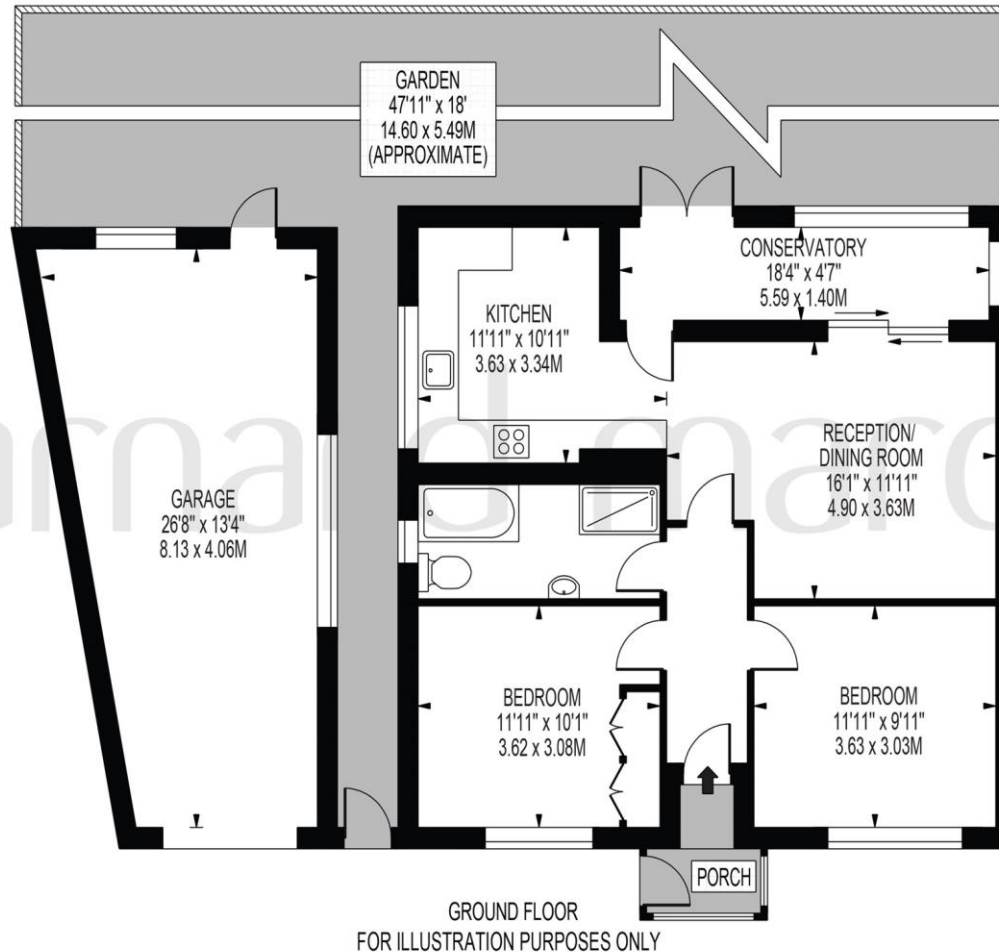 GARDEN
47'11" x 18'
14.60 x 5.49M
(APPROXIMATE)
CONSERVATORY
18'4" x 4'7"
5.59 x 1.40M
KITCHEN
11'11" x 10'11"
3.63 x 3.34M
RECEPTION/
DINING ROOM
16'1" x 11'11"
4.90 x 3.63M
GARAGE
26'8" x 13'4"
8.13 x 4.06M
BEDROOM
11'11" x 10'1"
3.62 x 3.08M
BEDROOM
11'11" x 9'11"
3.63 x 3.03M
PORCH
GROUND FLOOR
FOR ILLUSTRATION PURPOSES ONLY